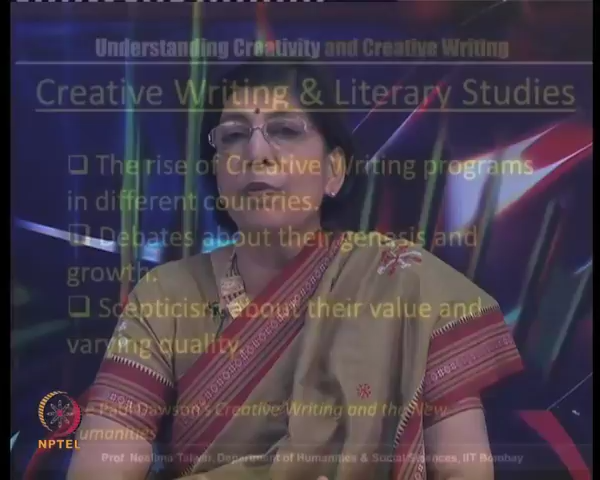 Understanding Creativity and Creative Writing
Creative Writing & Literary Studies
❑ The rise of Creative Writing programs
in different countries.
❑ Debates about their genesis and
growth.
❑ Scepticism about their value and
varying quality.
Paul Dawson's Creative Writing and the New
Humanities
NPTEL
Prof. Neelima Talwar, Department of Humanities & Social Sciences, IIT Bombay